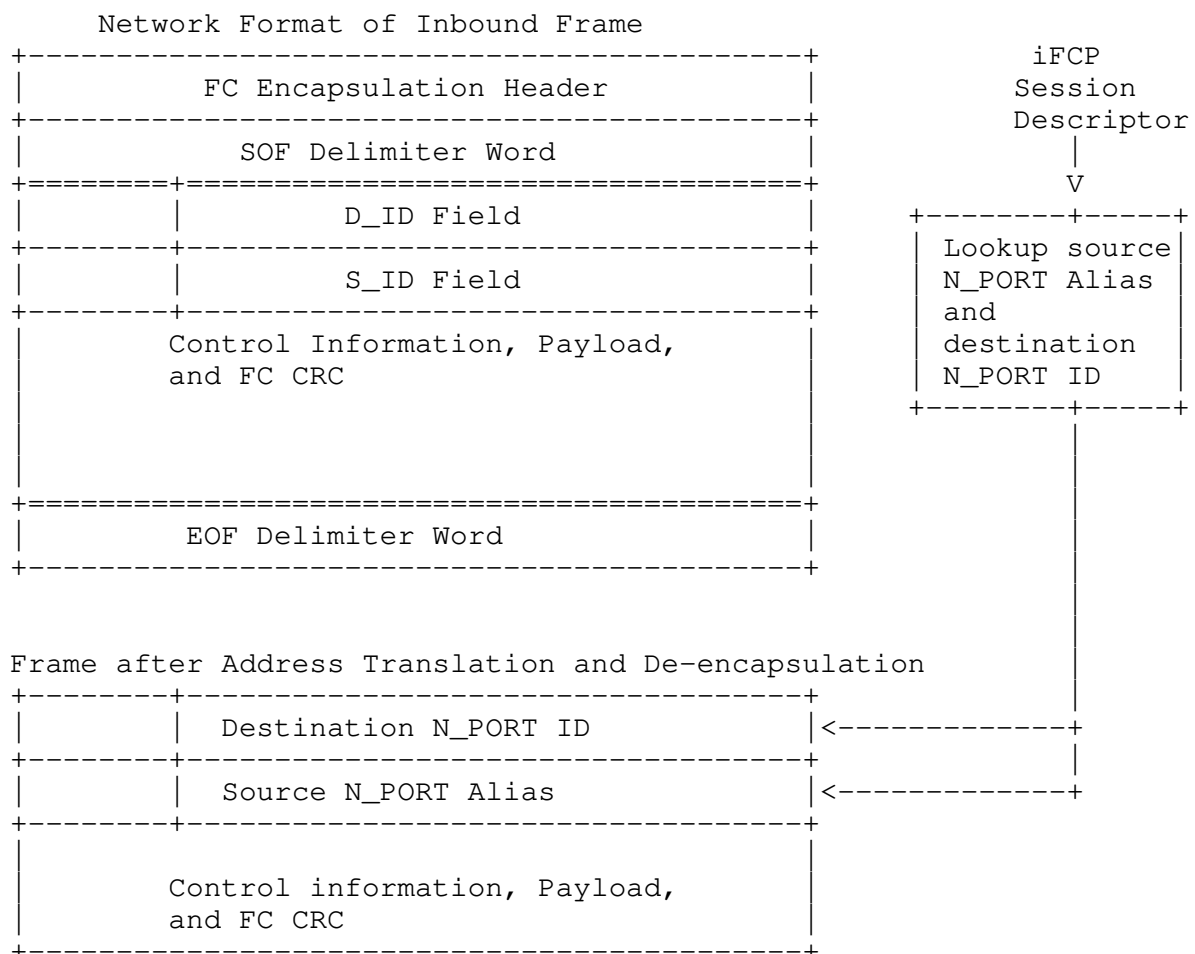 Network Format of Inbound Frame
iFCP
Session
Descriptor
FC Encapsulation Header
SOF Delimiter Word
V
D_ID Field
S_ID Field
Control Information, Payload,
and FC CRC
EOF Delimiter Word
Lookup source
N_PORT Alias
and
destination
N_PORT ID
Frame after Address Translation and De-encapsulation
Destination N_PORT ID
Source N_PORT Alias
Control information, Payload,
and FC CRC